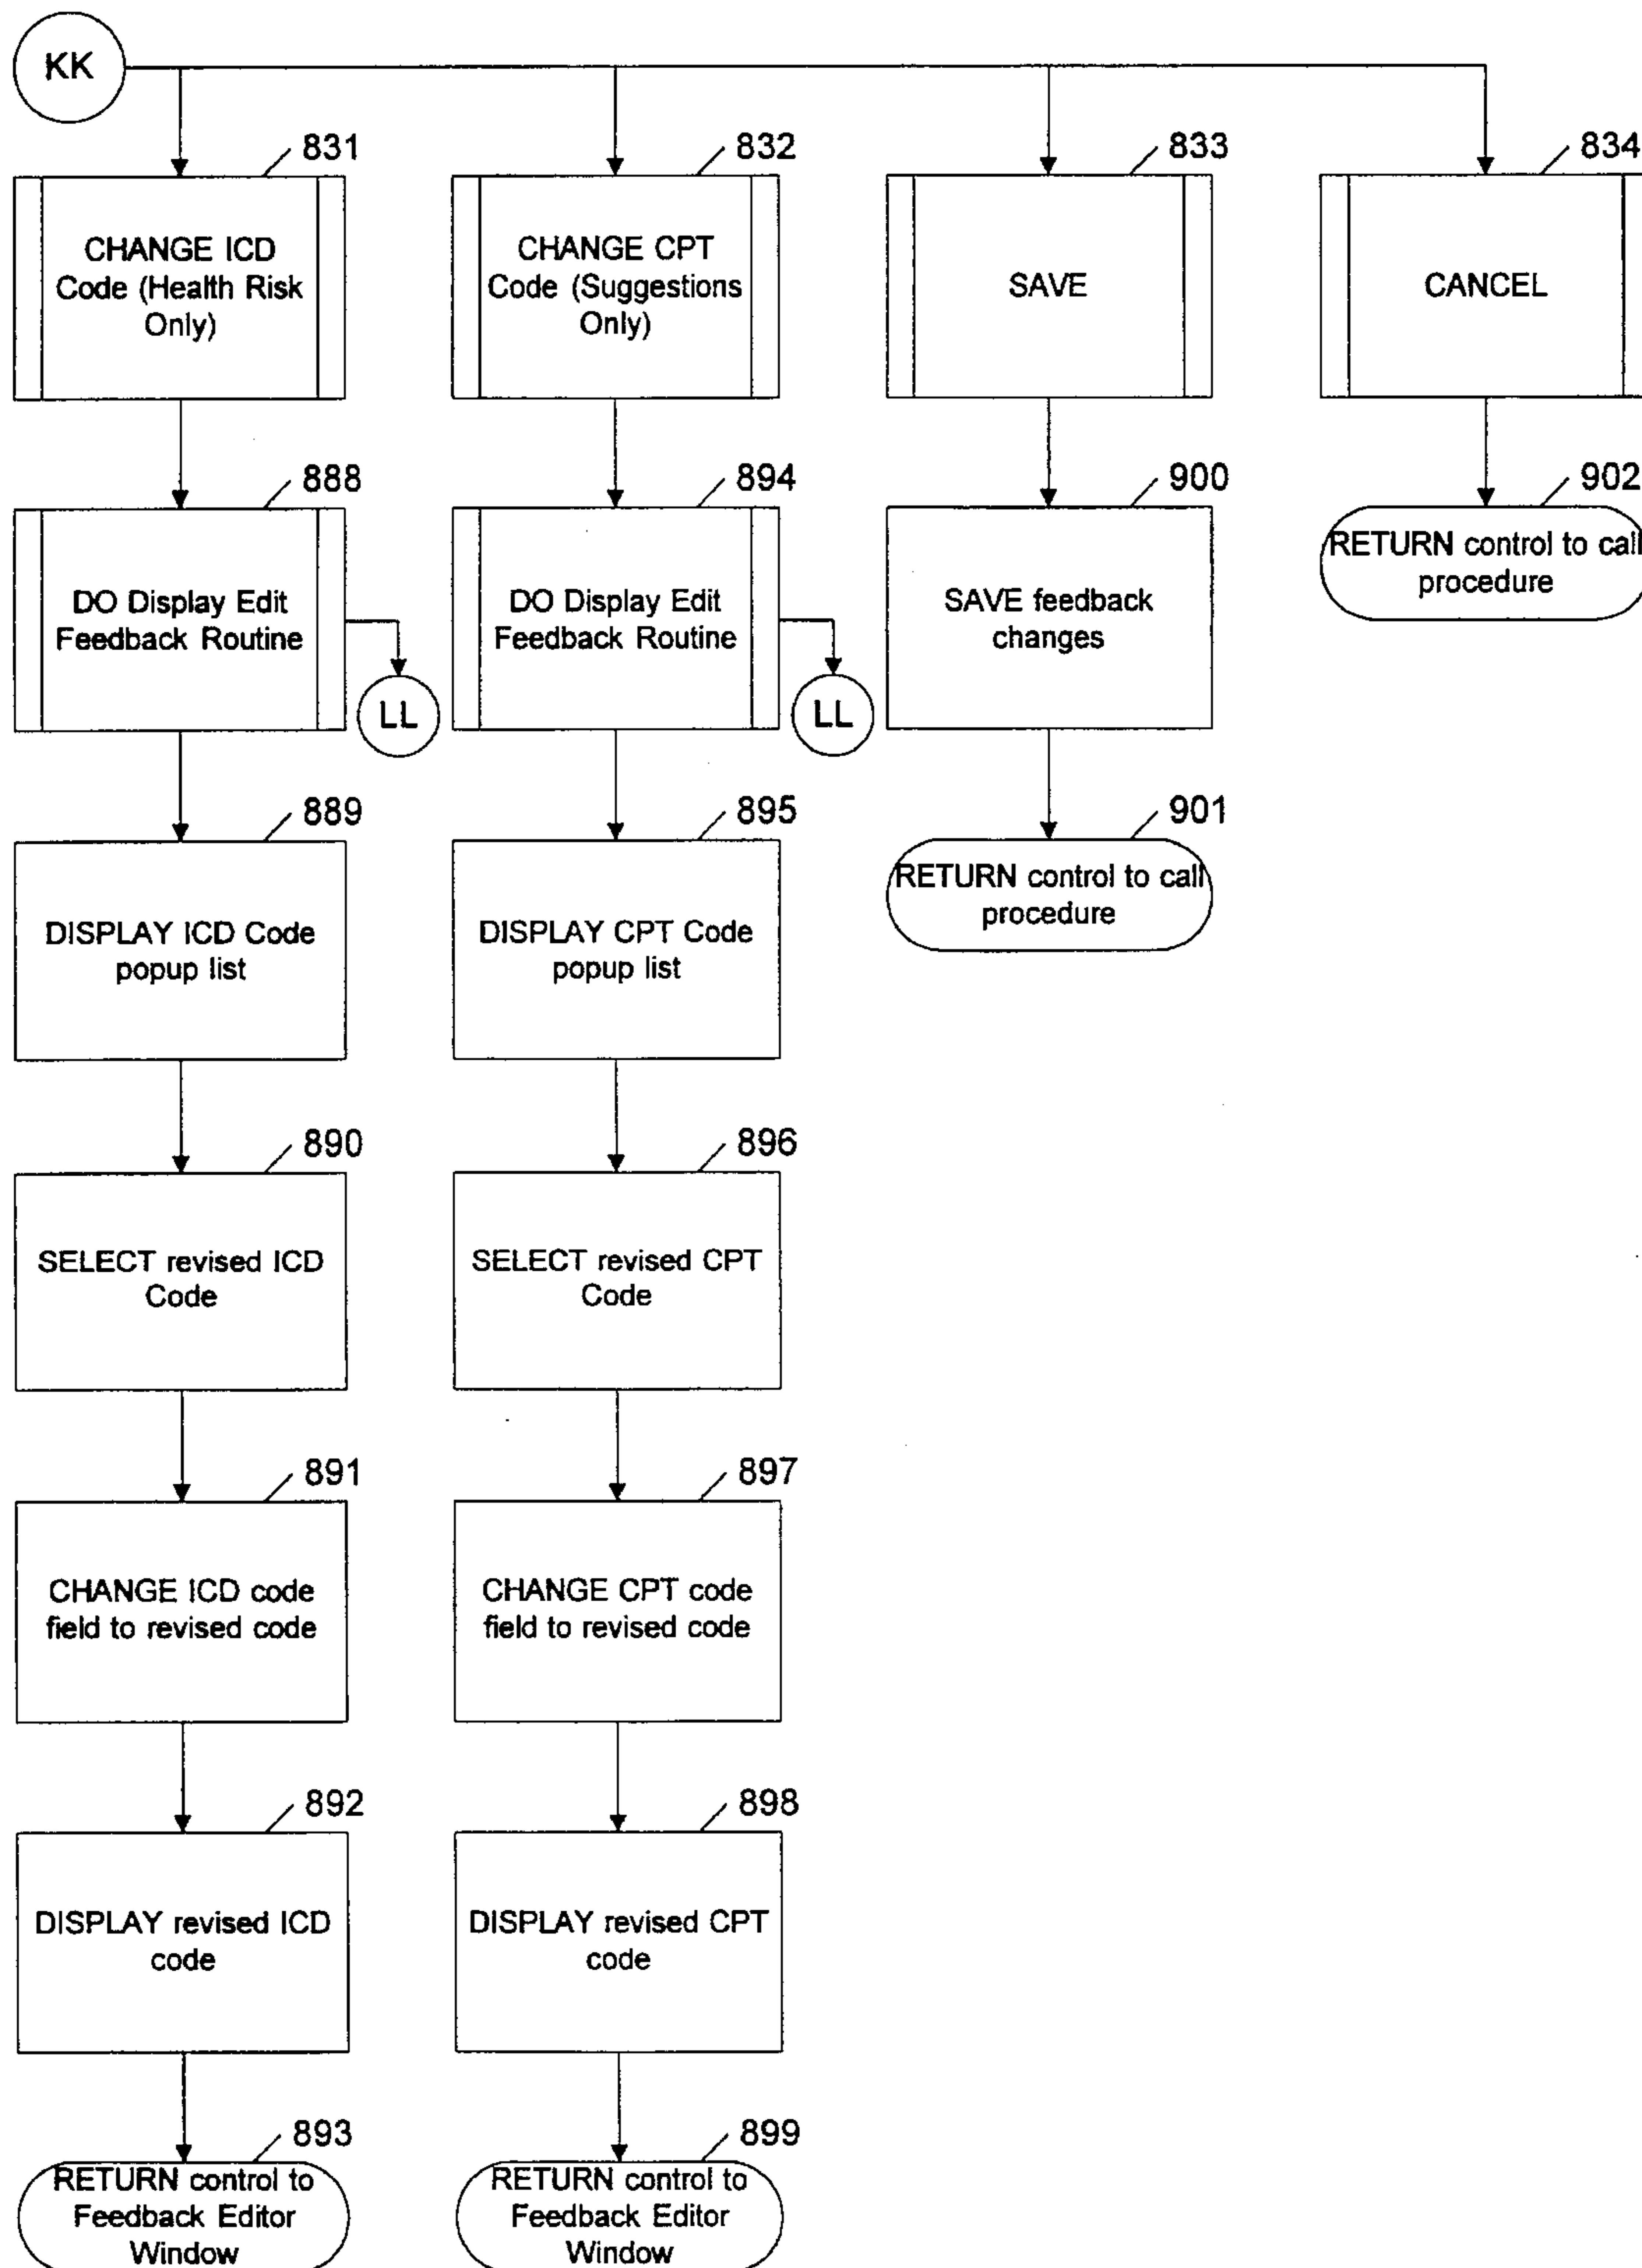 KK
831
832
833
834
CHANGE ICD
Code (Health Risk
Only)
CHANGE CPT
Code (Suggestions
Only)
SAVE
CANCEL
888
894
900
902
DO Display Edit
Feedback Routine
DO Display Edit
Feedback Routine
SAVE feedback
changes
RETURN control to call
procedure
LL
LL
889
895
901
DISPLAY ICD Code
popup list
DISPLAY CPT Code
popup list
RETURN control to call
procedure
890
896
SELECT revised ICD
Code
SELECT revised CPT
Code
891
897
CHANGE ICD code
field to revised code
CHANGE CPT code
field to revised code
892
898
DISPLAY revised ICD
code
DISPLAY revised CPT
code
893
899
RETURN control to
Feedback Editor
Window
RETURN control to
Feedback Editor
Window